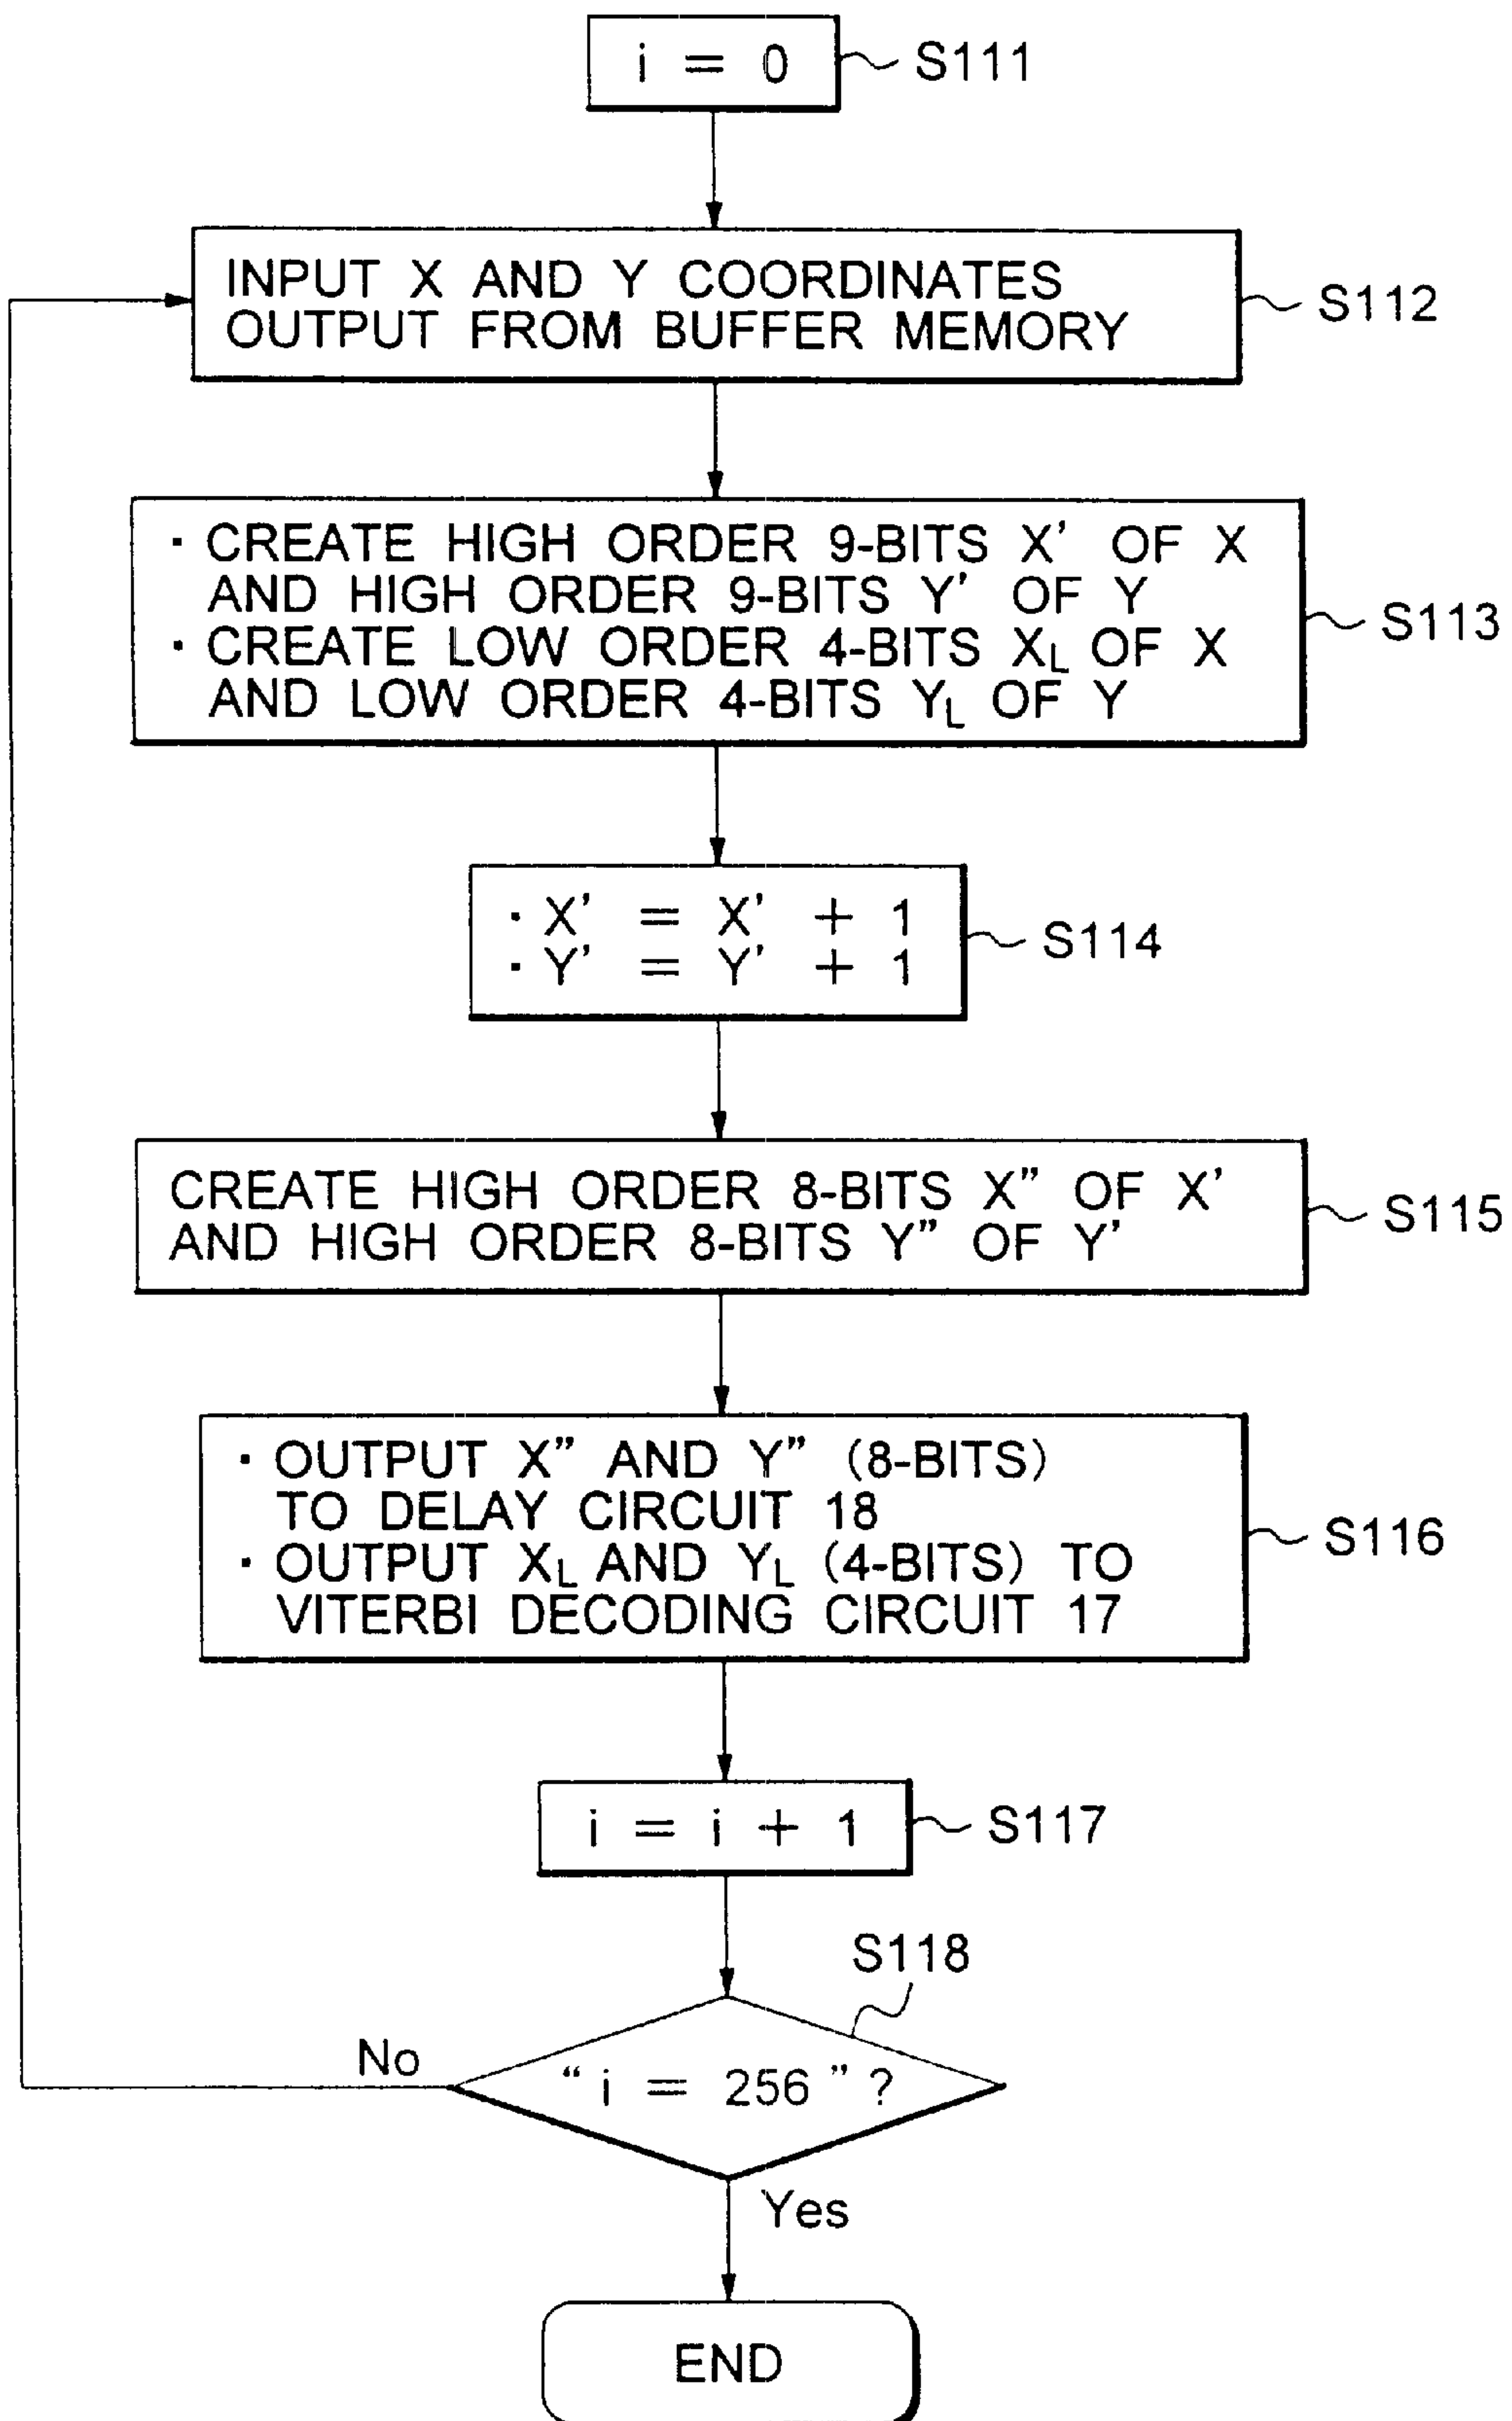 i = 0
S111
INPUT X AND Y COORDINATES
OUTPUT FROM BUFFER MEMORY
S112
· CREATE HIGH ORDER 9-BITS X' OF X
AND HIGH ORDER 9-BITS Y' OF Y
· CREATE LOW ORDER 4-BITS XL OF X
AND LOW ORDER 4-BITS YL OF Y
S113
· X' = X' + 1
· Y' = Y' + 1
S114
CREATE HIGH ORDER 8-BITS X” OF X'
AND HIGH ORDER 8-BITS Y” OF Y'
S115
· OUTPUT X” AND Y” (8-BITS)
TO DELAY CIRCUIT 18
· OUTPUT XL AND YL (4-BITS) TO
VITERBI DECODING CIRCUIT 17
S116
i = i + 1
S117
S118
“ i = 256 ” ?
No
Yes
END